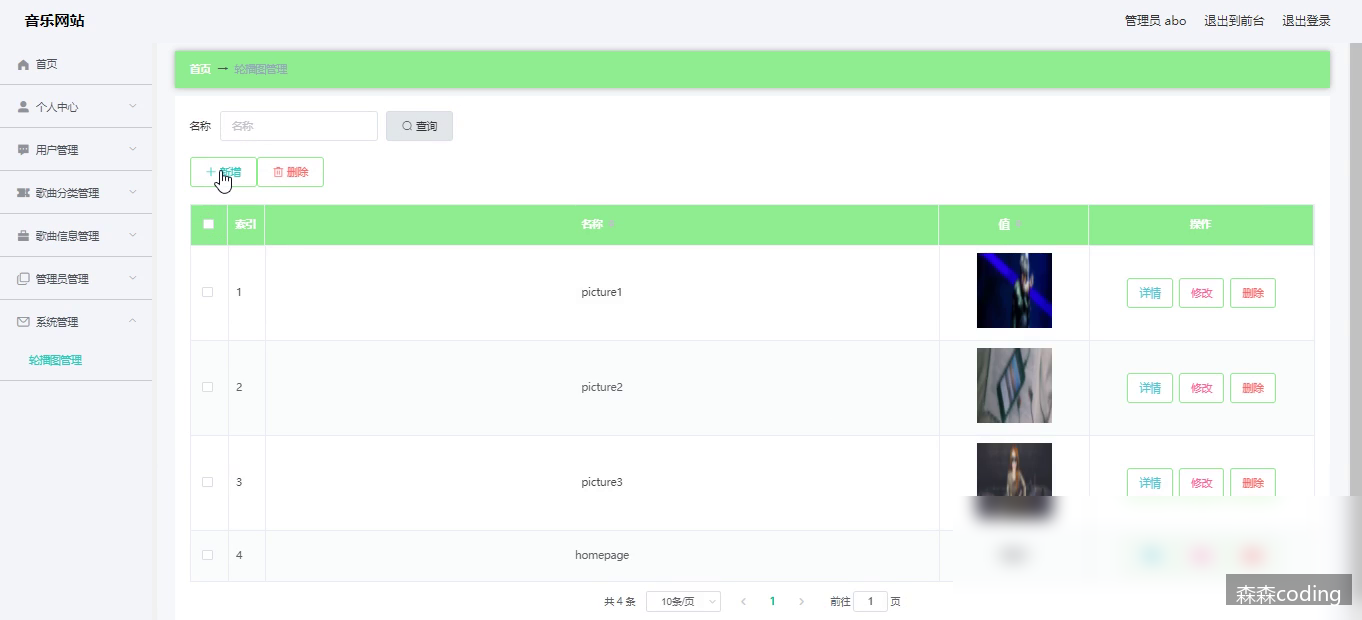 音乐网站
管理员 abo 退出到前台 退出登录
首页
个人中心
用户管理
歌曲分类管理
歌曲信息管理
管理员管理
系统管理
轮播图管理
首页 → 轮播图管理
名称 名称 查询
新增 删除
索引 名称 值 操作
1 picture1 详情 修改 删除
2 picture2 详情 修改 删除
3 picture3 详情 修改 删除
4 homepage
共 4 条 10条/页 1 前往 1 页
森森coding